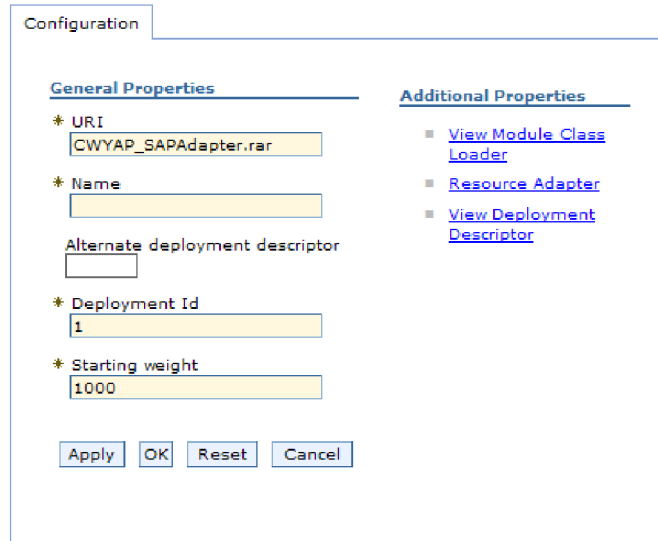 Configuration
General Properties
* URI
CWYAP_SAPAdapter.rar
* Name
Alternate deployment descriptor
* Deployment Id
1
* Starting weight
1000
Apply OK Reset Cancel
Additional Properties
View Module Class
Loader
Resource Adapter
View Deployment
Descriptor